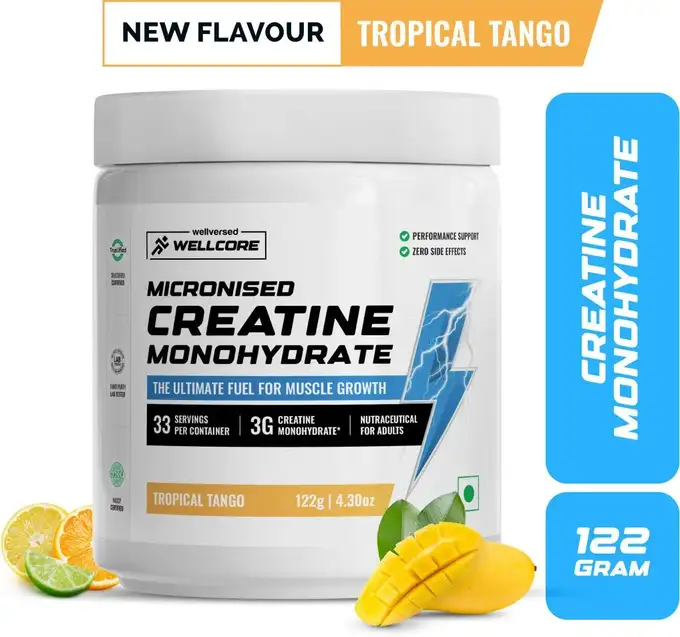 NEW FLAVOUR
TROPICAL TANGO
wellversed
WELLCORE
PERFORMANCE SUPPORT
ZERO SIDE EFFECTS
MICRONISED
CREATINE
MONOHYDRATE
THE ULTIMATE FUEL FOR MUSCLE GROWTH
33 SERVINGS
PER CONTAINER
3G CREATINE
MONOHYDRATE*
NUTRACEUTICAL
FOR ADULTS
TROPICAL TANGO
122g | 4.30oz
CREATINE
MONOHYDRATE
122
GRAM